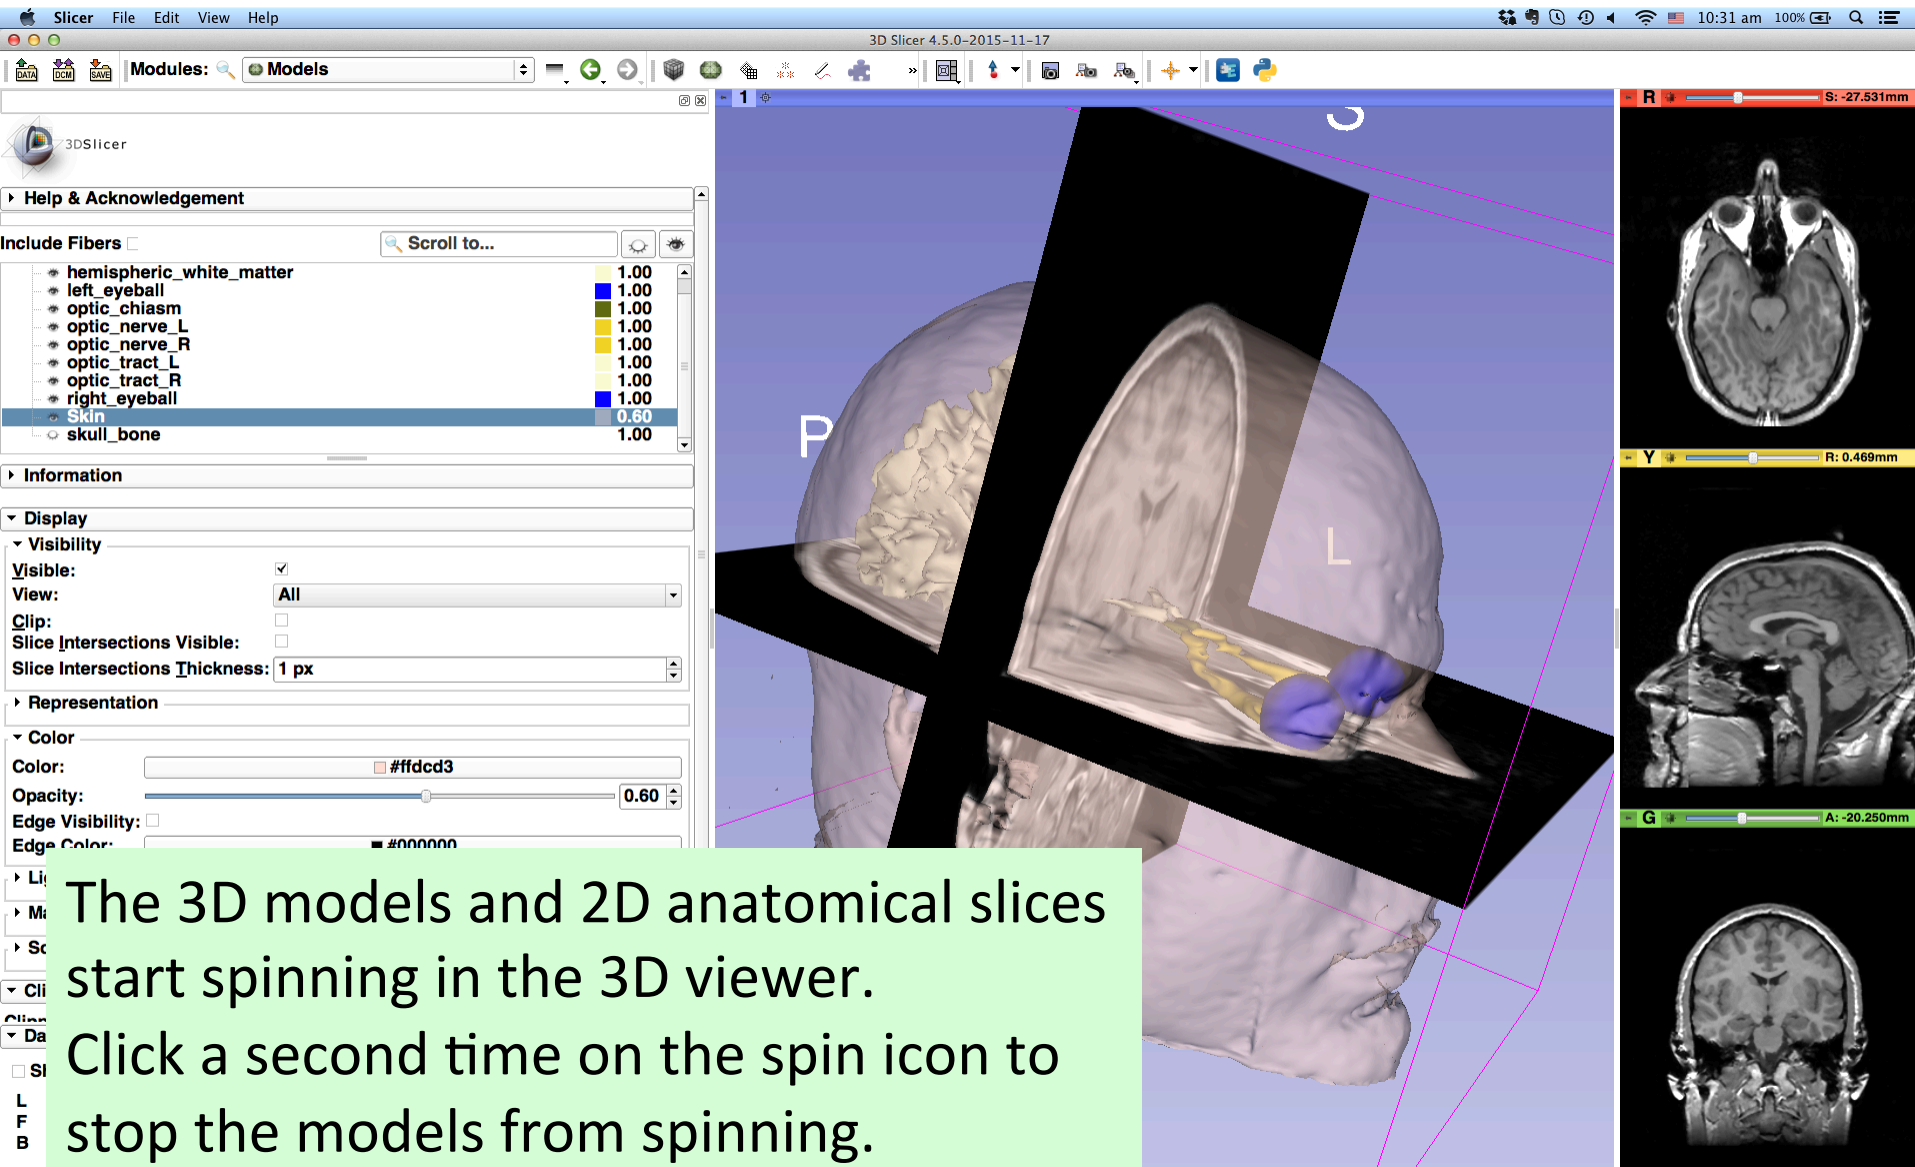 Slicer File Edit View Help
10:31 am 100%
3D Slicer 4.5.0-2015-11-17
DATA DCM SAVE Modules: Models
1
S
R S: -27.531mm
3DSlicer
Help & Acknowledgement
Include Fibers Scroll to...
hemispheric_white_matter 1.00
left_eyeball 1.00
optic_chiasm 1.00
optic_nerve_L 1.00
optic_nerve_R 1.00
optic_tract_L 1.00
optic_tract_R 1.00
right_eyeball 1.00
Skin 0.60
skull_bone 1.00
P
L
Y R: 0.469mm
Information
Display
Visibility
Visible:
View: All
Clip:
Slice Intersections Visible:
Slice Intersections Thickness: 1 px
Representation
Color
Color: #ffdcd3
Opacity: 0.60
Edge Visibility:
Edge Color: #000000
G A: -20.250mm
The 3D models and 2D anatomical slices
start spinning in the 3D viewer.
Click a second time on the spin icon to
stop the models from spinning.
L
F
B